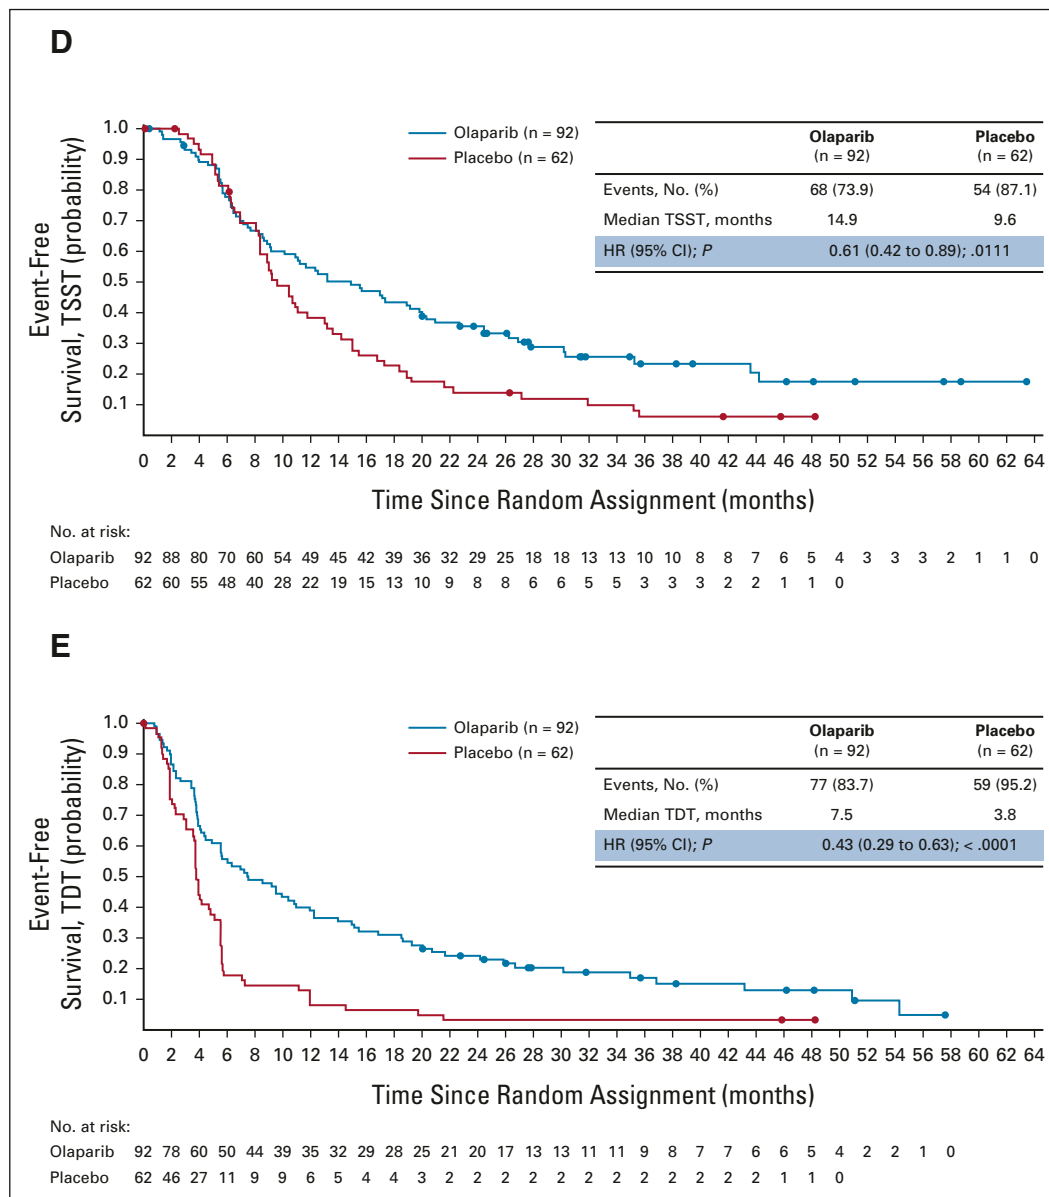 D
Event-Free
Survival, TSST (probability)
1.0
0.9
0.8
0.7
0.6
0.5
0.4
0.3
0.2
0.1
Olaparib (n = 92)
Placebo (n = 62)
Olaparib (n = 92) Placebo (n = 62)
Events, No. (%) 68 (73.9) 54 (87.1)
Median TSST, months 14.9 9.6
HR (95% CI); P 0.61 (0.42 to 0.89); .0111
0 2 4 6 8 10 12 14 16 18 20 22 24 26 28 30 32 34 36 38 40 42 44 46 48 50 52 54 56 58 60 62 64
Time Since Random Assignment (months)
No. at risk:
Olaparib 92 88 80 70 60 54 49 45 42 39 36 32 29 25 18 18 13 13 10 10 8 8 7 6 5 4 3 3 3 2 1 1 0
Placebo 62 60 55 48 40 28 22 19 15 13 10 9 8 8 6 6 5 5 3 3 3 2 2 1 1 0
E
Event-Free
Survival, TDT (probability)
1.0
0.9
0.8
0.7
0.6
0.5
0.4
0.3
0.2
0.1
Olaparib (n = 92)
Placebo (n = 62)
Olaparib (n = 92) Placebo (n = 62)
Events, No. (%) 77 (83.7) 59 (95.2)
Median TDT, months 7.5 3.8
HR (95% CI); P 0.43 (0.29 to 0.63); < .0001
0 2 4 6 8 10 12 14 16 18 20 22 24 26 28 30 32 34 36 38 40 42 44 46 48 50 52 54 56 58 60 62 64
Time Since Random Assignment (months)
No. at risk:
Olaparib 92 78 60 50 44 39 35 32 29 28 25 21 20 17 13 13 11 11 9 8 7 7 6 6 5 4 2 2 1 0
Placebo 62 46 27 11 9 9 6 5 4 4 3 2 2 2 2 2 2 2 2 2 2 2 2 1 1 0